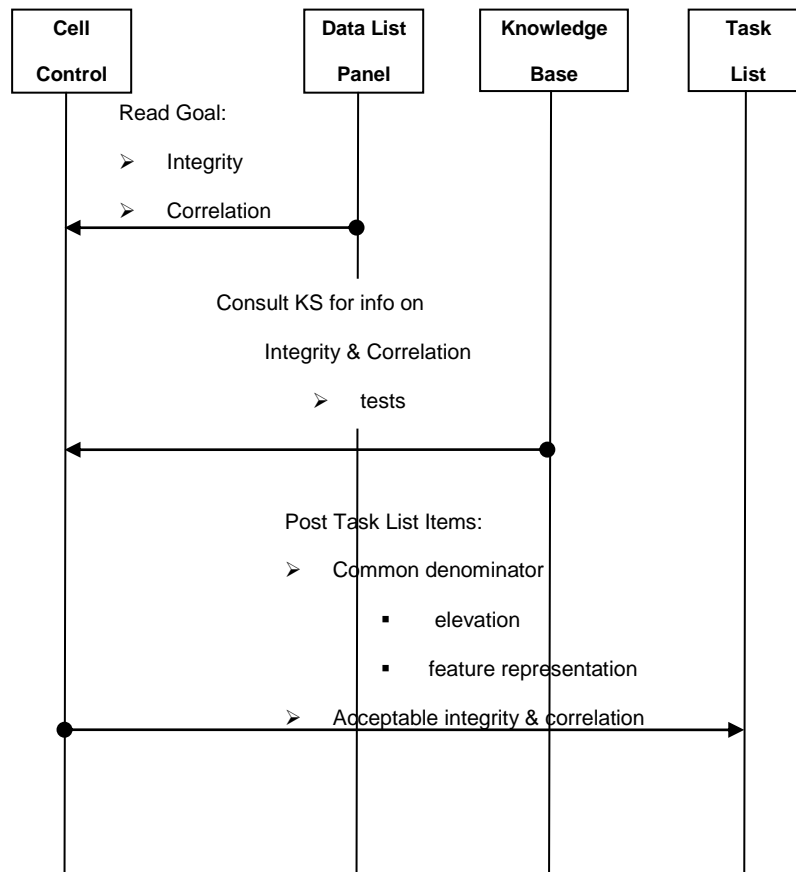 Cell
Control
Data List
Panel
Knowledge
Base
Task
List
Read Goal:
➢ Integrity
➢ Correlation
Consult KS for info on
Integrity & Correlation
➢ tests
Post Task List Items:
➢ Common denominator
▪ elevation
▪ feature representation
➢ Acceptable integrity & correlation